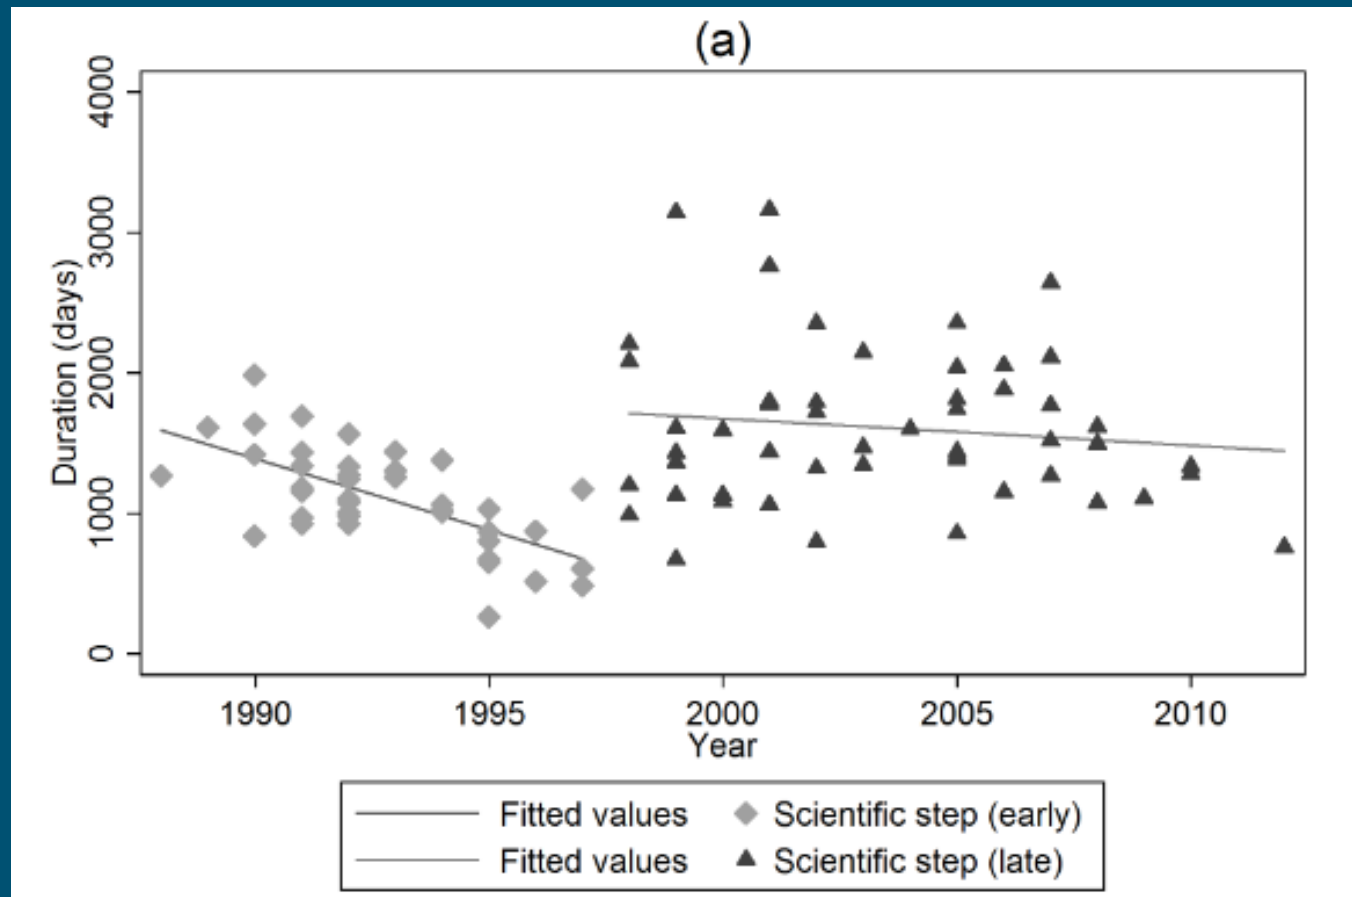 (a)
Duration (days)
4000
3000
2000
1000
0
1990 1995 2000 2005 2010
Year
Fitted values Scientific step (early)
Fitted values Scientific step (late)